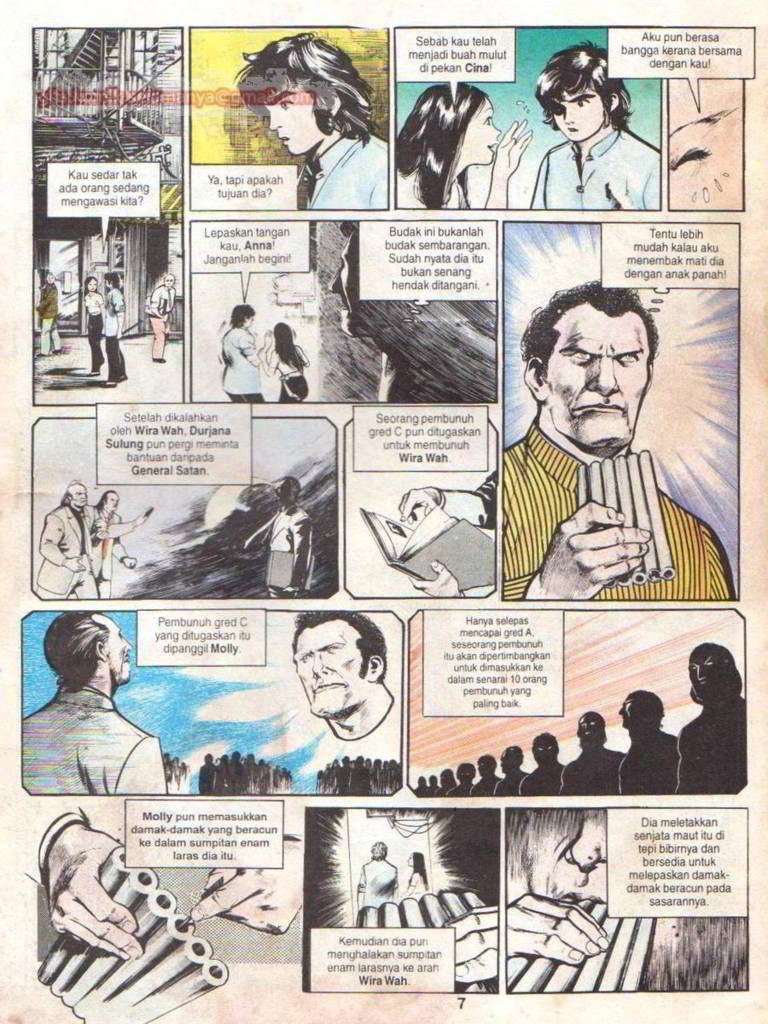 Kau sedar tak
ada orang sedang
mengawasi kita?
Ya, tapi apakah
tujuan dia?
Sebab kau telah
menjadi buah mulut
di pekan Cina!
Aku pun berasa
bangga kerana bersama
dengan kau!
Lepaskan tangan
kau, Anna!
Janganlah begini!
Budak ini bukanlah
budak sembarangan.
Sudah nyata dia itu
bukan senang
hendak ditangani.
Tentu lebih
mudah kalau aku
menembak mati dia
dengan anak panah!
Setelah dikalahkan
oleh Wira Wah, Durjana
Sulung pun pergi meminta
bantuan daripada
General Satan.
Seorang pembunuh
gred C pun ditugaskan
untuk membunuh
Wira Wah.
Pembunuh gred C
yang ditugaskan itu
dipanggil Molly.
Hanya selepas
mencapai gred A,
seseorang pembunuh
itu akan dipertimbangkan
untuk dimasukkan ke
dalam senarai 10 orang
pembunuh yang
paling baik.
Molly pun memasukkan
damak-damak yang beracun
ke dalam sumpitan enam
laras dia itu.
Kemudian dia pun
menghalakan sumpitan
enam larasnya ke arah
Wira Wah.
Dia meletakkan
senjata maut itu di
tepi bibirnya dan
bersedia untuk
melepaskan damak-
damak beracun pada
sasarannya.
7